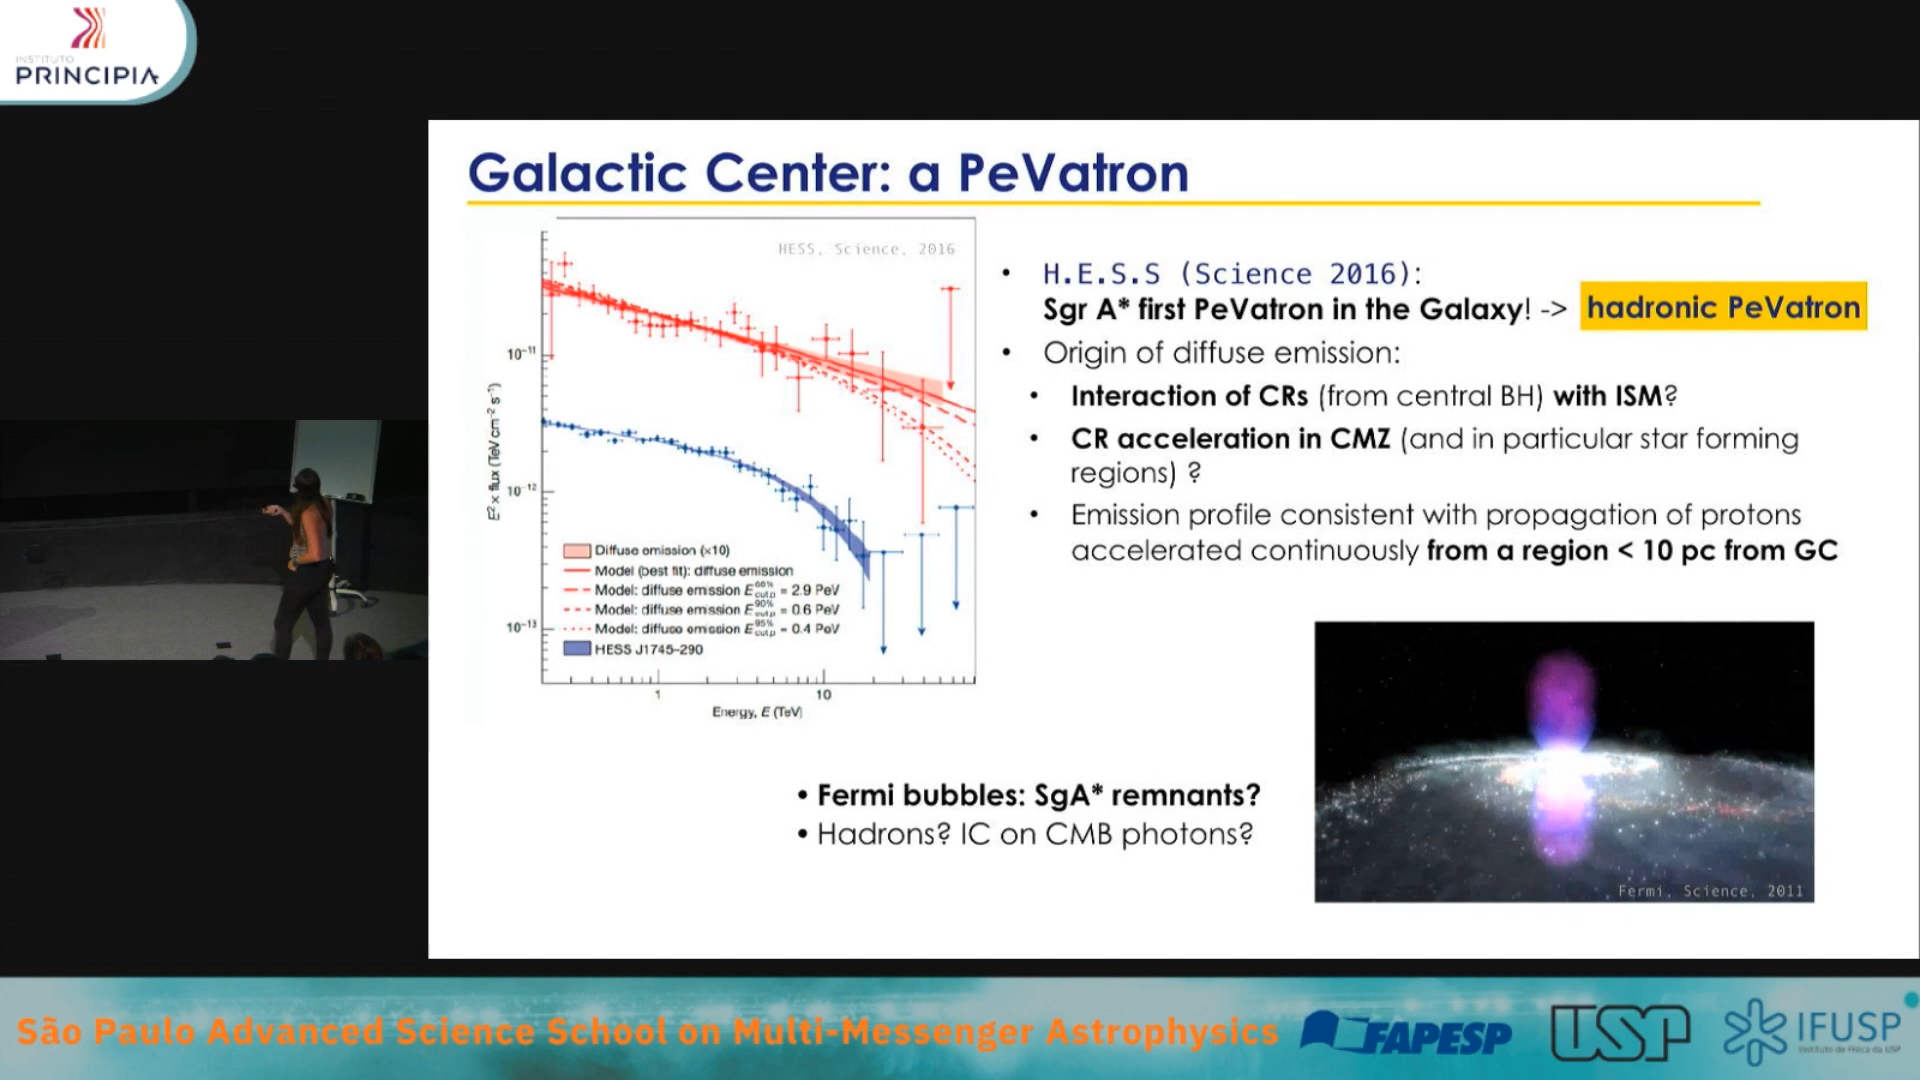 INSTITUTO
PRINCIPIA
Galactic Center: a PeVatron
HESS, Science, 2016
10⁻¹¹
10⁻¹²
10⁻¹³
E² x flux (TeV cm⁻² s⁻¹)
Diffuse emission (×10)
Model (best fit): diffuse emission
Model: diffuse emission E^{68%}_{cut,p} = 2.9 PeV
Model: diffuse emission E^{90%}_{cut,p} = 0.6 PeV
Model: diffuse emission E^{95%}_{cut,p} = 0.4 PeV
HESS J1745-290
1
10
Energy, E (TeV)
• H.E.S.S (Science 2016):
Sgr A* first PeVatron in the Galaxy! -> hadronic PeVatron
• Origin of diffuse emission:
• Interaction of CRs (from central BH) with ISM?
• CR acceleration in CMZ (and in particular star forming
regions) ?
• Emission profile consistent with propagation of protons
accelerated continuously from a region < 10 pc from GC
• Fermi bubbles: SgA* remnants?
• Hadrons? IC on CMB photons?
Fermi, Science, 2011
São Paulo Advanced Science School on Multi-Messenger Astrophysics
FAPESP
USP
IFUSP
Instituto de Física da USP